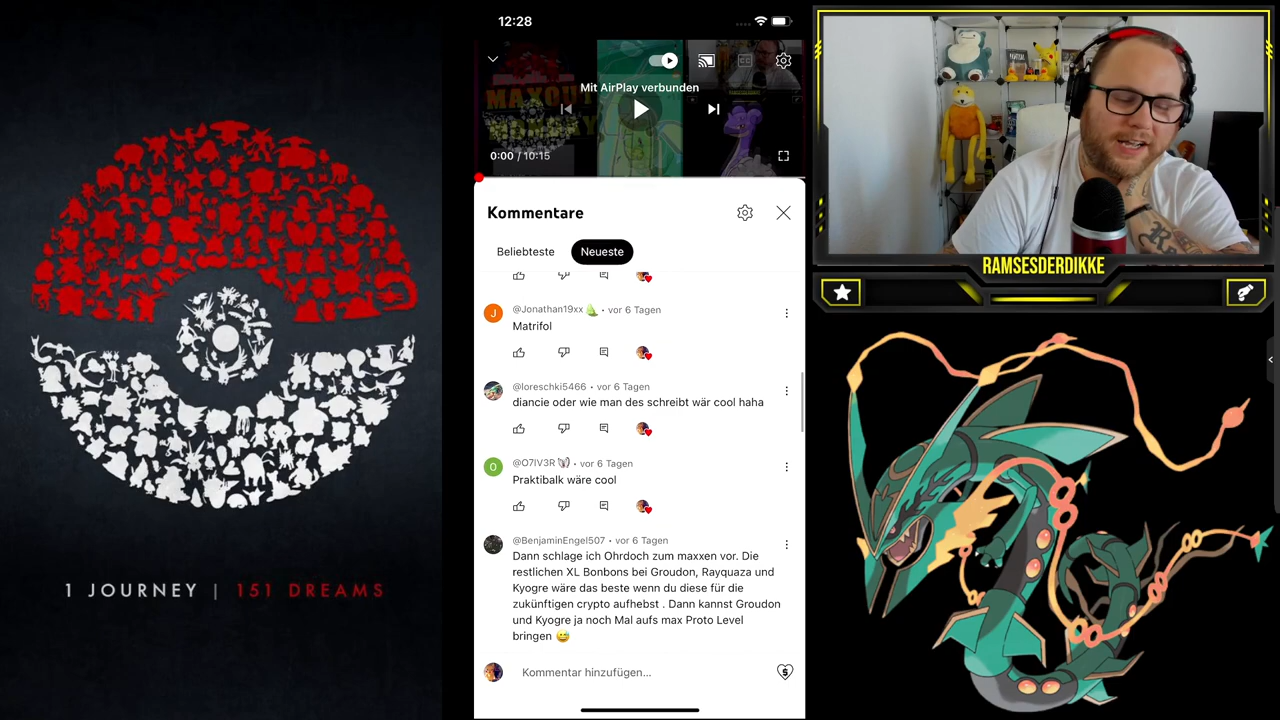 12:28
Mit AirPlay verbunden
0:00 / 10:15
Kommentare
Beliebteste
Neueste
@Jonathan19xx 🍐 • vor 6 Tagen
Matrifol
@loreschki5466 • vor 6 Tagen
diancie oder wie man des schreibt wär cool haha
@O7IV3R • vor 6 Tagen
Praktibalk wäre cool
@BenjaminEngel507 • vor 6 Tagen
Dann schlage ich Ohrdoch zum maxxen vor. Die
restlichen XL Bonbons bei Groudon, Rayquaza und
Kyogre wäre das beste wenn du diese für die
zukünftigen crypto aufhebst . Dann kannst Groudon
und Kyogre ja noch Mal aufs max Proto Level
bringen 😅
Kommentar hinzufügen...
1 JOURNEY | 151 DREAMS
RAMSESDERDIKKE